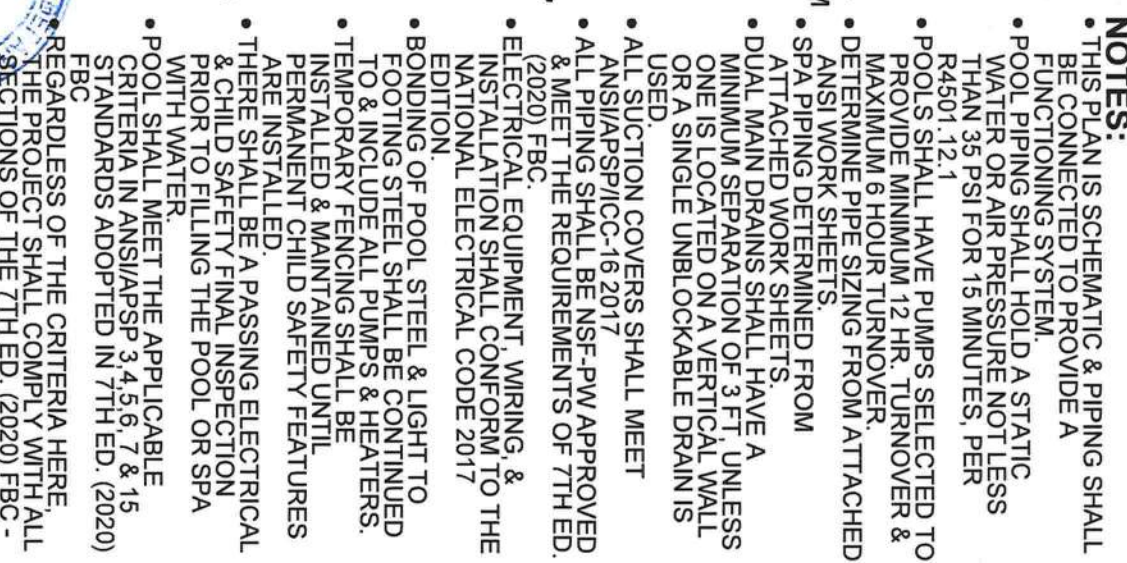 NOTES:
• THIS PLAN IS SCHEMATIC & PIPING SHALL
BE CONNECTED TO PROVIDE A
FUNCTIONING SYSTEM.
• POOL PIPING SHALL HOLD A STATIC
WATER OR AIR PRESSURE NOT LESS
THAN 35 PSI FOR 15 MINUTES, PER
R4501.12.1
• POOLS SHALL HAVE PUMPS SELECTED TO
PROVIDE MINIMUM 12 HR. TURNOVER &
MAXIMUM 6 HOUR TURNOVER.
• DETERMINE PIPE SIZING FROM ATTACHED
ANSI WORK SHEETS.
• SPA PIPING DETERMINED FROM
ATTACHED WORK SHEETS.
• DUAL MAIN DRAINS SHALL HAVE A
MINIMUM SEPARATION OF 3 FT, UNLESS
ONE IS LOCATED ON A VERTICAL WALL
OR A SINGLE UNBLOCKABLE DRAIN IS
USED.
• ALL SUCTION COVERS SHALL MEET
ANSI/APSP/ICC-16 2017
• ALL PIPING SHALL BE NSF-PW APPROVED
& MEET THE REQUIREMENTS OF 7TH ED.
(2020) FBC.
• ELECTRICAL EQUIPMENT, WIRING, &
INSTALLATION SHALL CONFORM TO THE
NATIONAL ELECTRICAL CODE 2017
EDITION.
• BONDING OF POOL STEEL & LIGHT TO
FOOTING STEEL SHALL BE CONTINUED
TO & INCLUDE ALL PUMPS & HEATERS.
• TEMPORARY FENCING SHALL BE
INSTALLED & MAINTAINED UNTIL
PERMANENT CHILD SAFETY FEATURES
ARE INSTALLED.
• THERE SHALL BE A PASSING ELECTRICAL
& CHILD SAFETY FINAL INSPECTION
PRIOR TO FILLING THE POOL OR SPA
WITH WATER.
• POOL SHALL MEET THE APPLICABLE
CRITERIA IN ANSI/APSP 3,4,5,6, 7 & 15
STANDARDS ADOPTED IN 7TH ED. (2020)
FBC
• REGARDLESS OF THE CRITERIA HERE,
THE PROJECT SHALL COMPLY WITH ALL
SECTIONS OF THE 7TH ED. (2020) FBC -